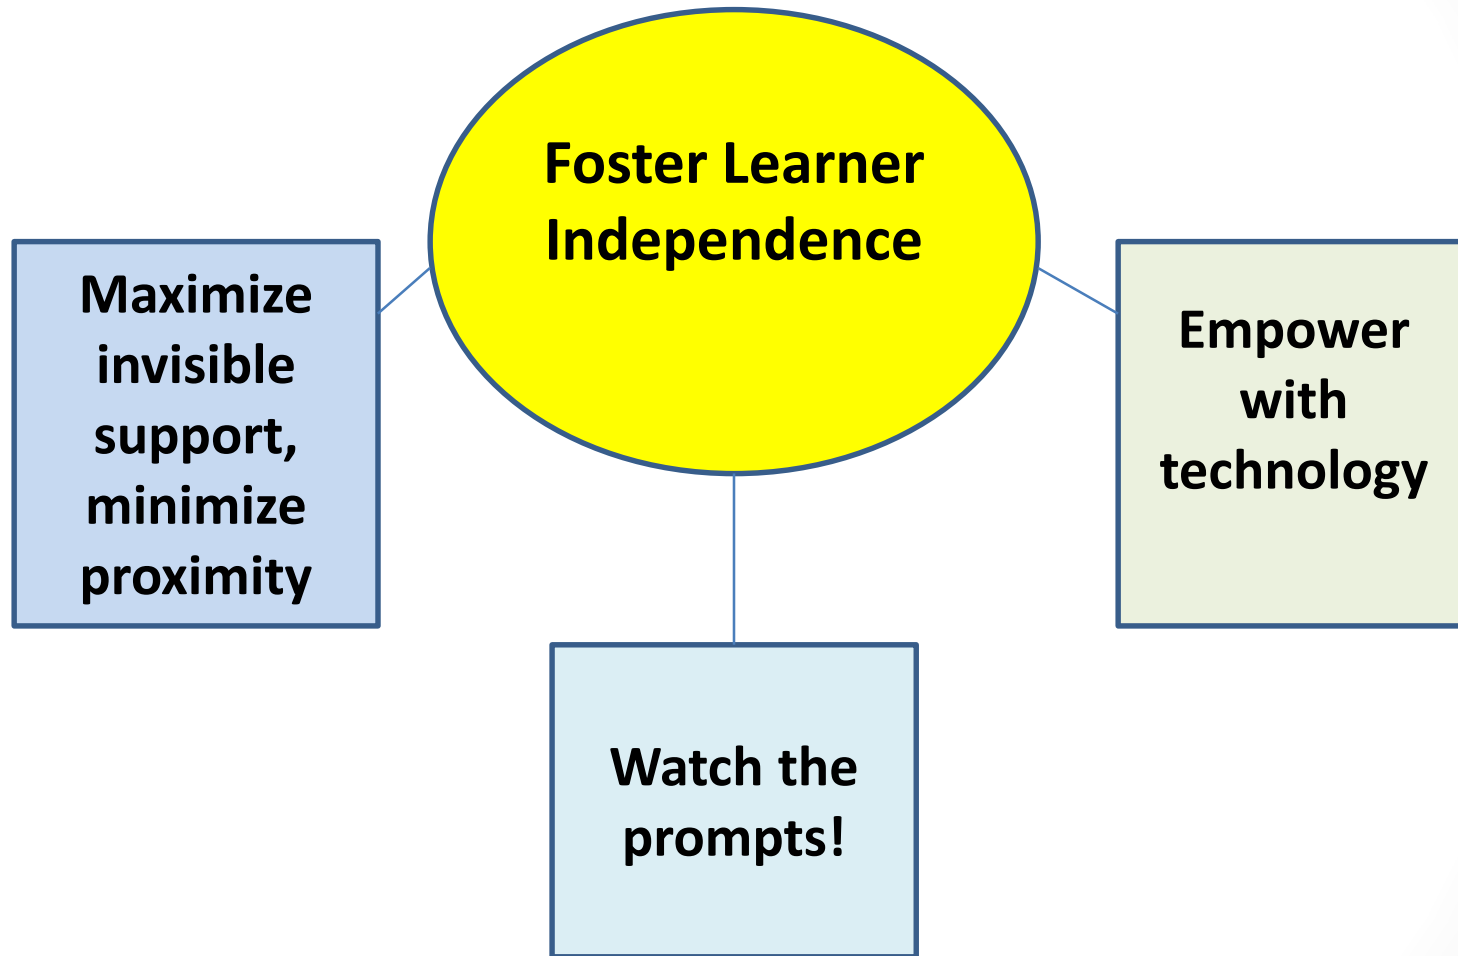 Foster Learner
Independence
Maximize
invisible
support,
minimize
proximity
Empower
with
technology
Watch the
prompts!